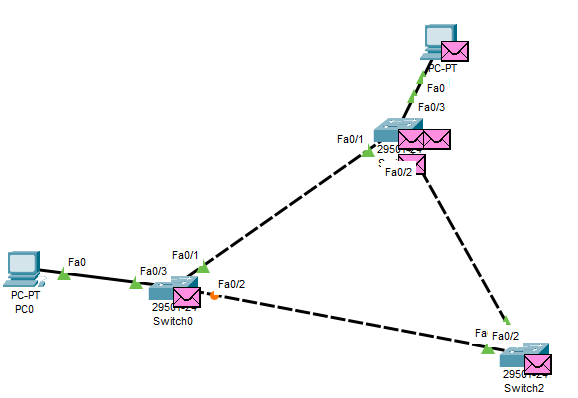 PC-PT
Fa0
Fa0/3
Fa0/1
Fa0/2
Fa0/1
Fa0
Fa0/3
Fa0/2
PC-PT
PC0
Switch0
Fa0/2
Switch2